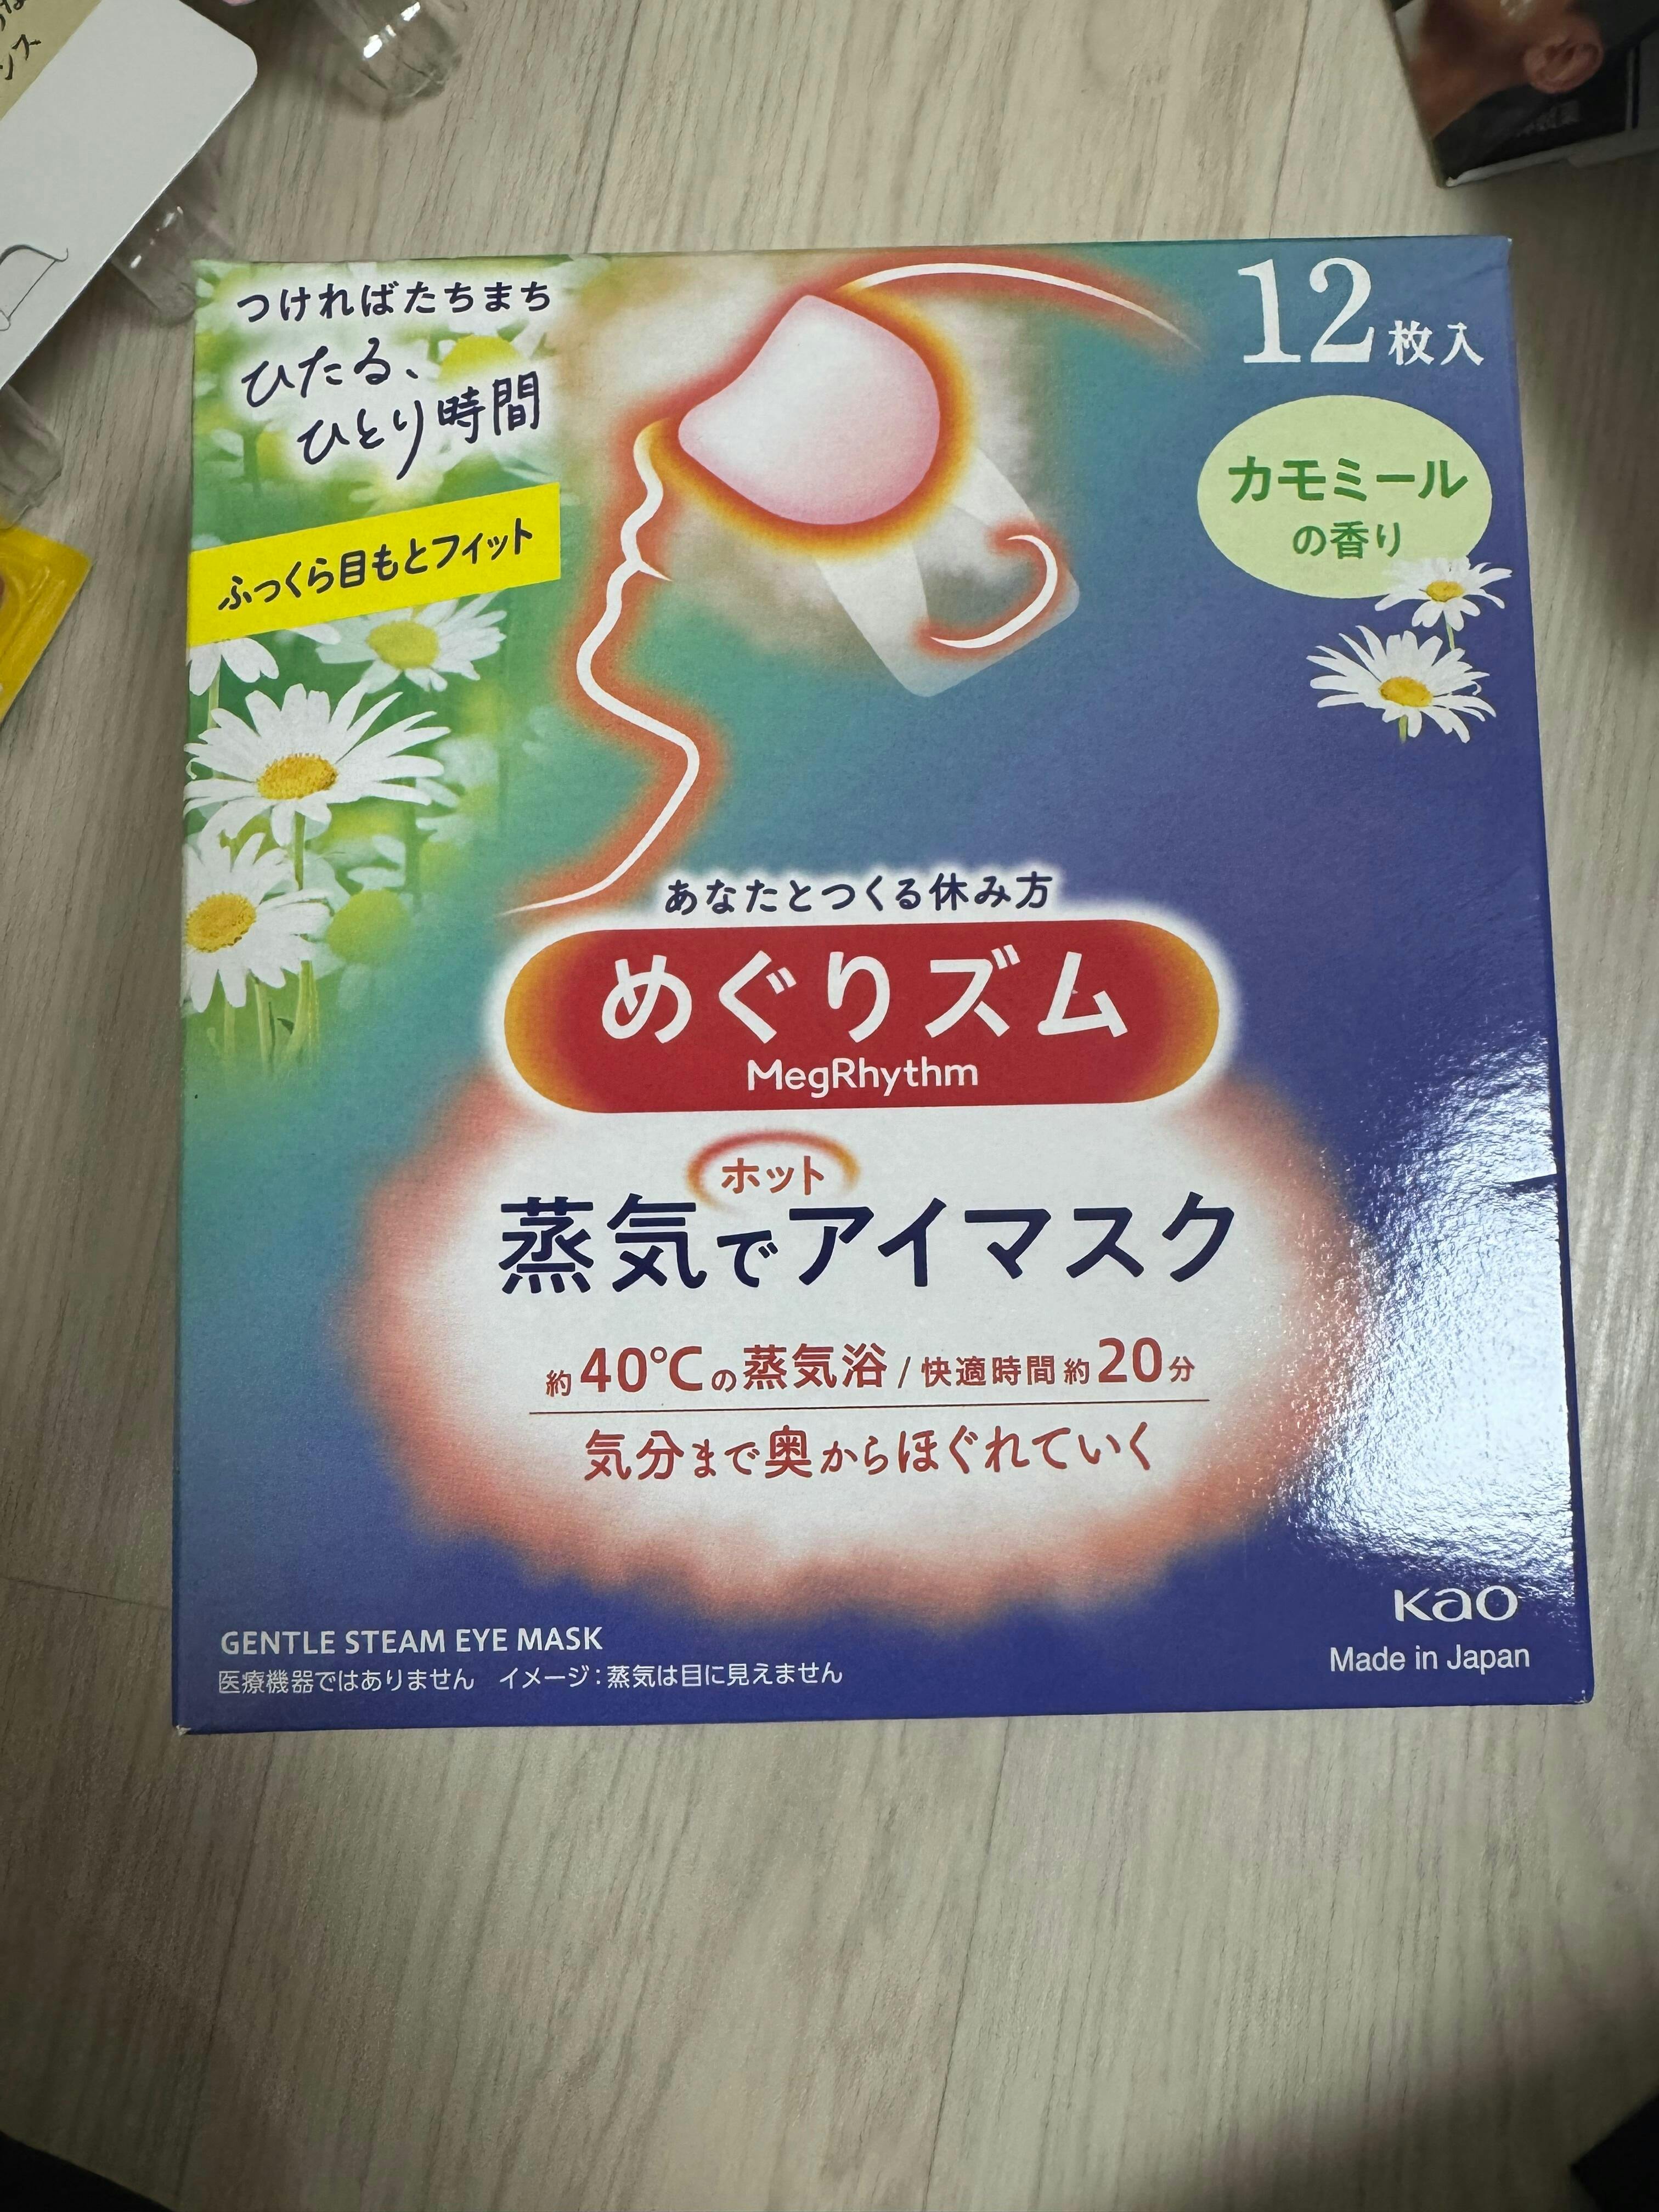 つければたちまち
ひたる、
ひとり時間
ふっくら目もとフィット
12枚入
カモミール
の香り
あなたとつくる休み方
めぐりズム
MegRhythm
ホット
蒸気でアイマスク
約40℃の蒸気浴/快適時間約20分
気分まで奥からほぐれていく
GENTLE STEAM EYE MASK
医療機器ではありません イメージ:蒸気は目に見えません
Kao
Made in Japan